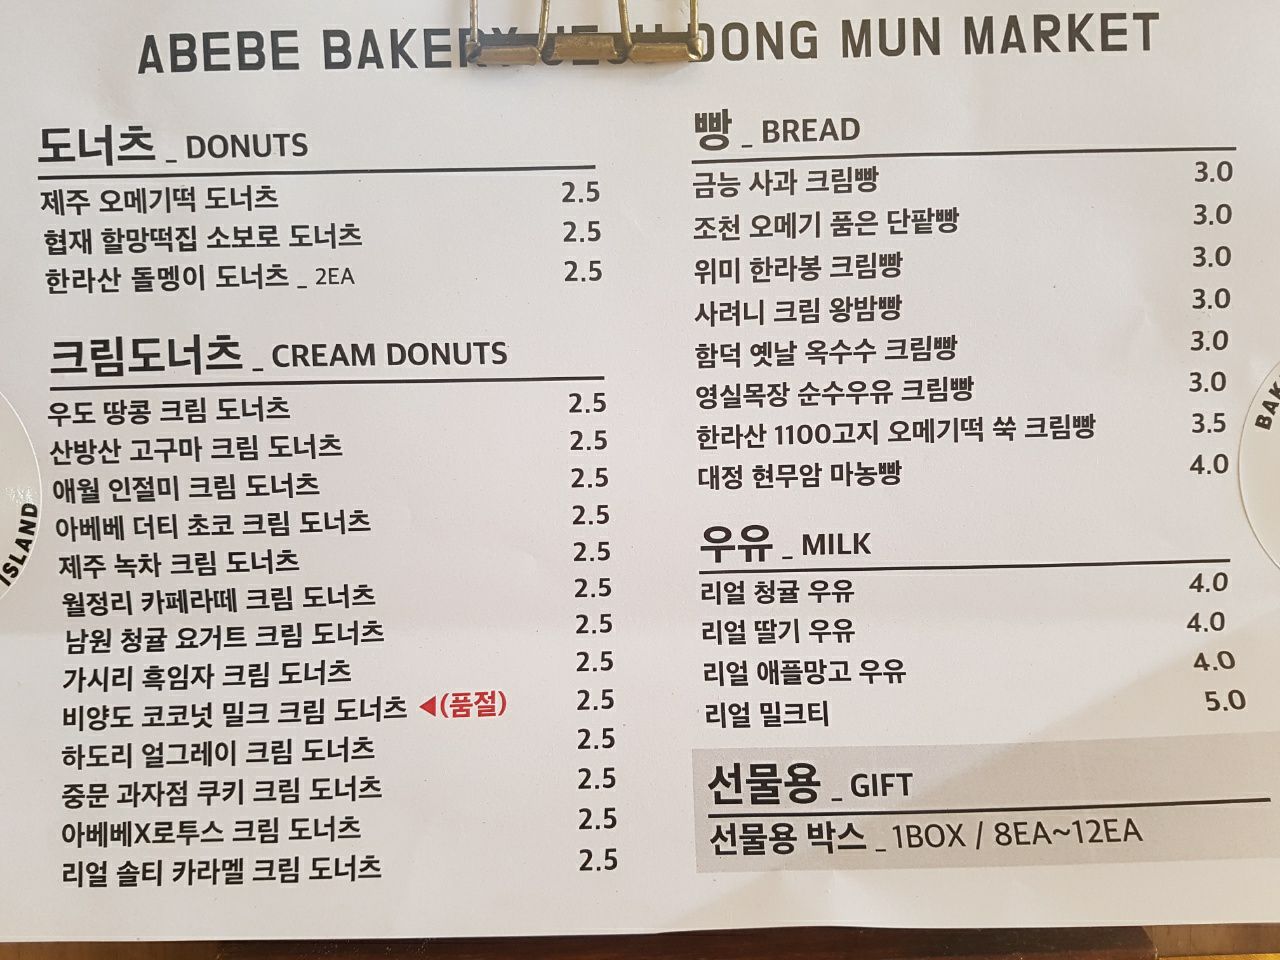 ABEBE BAKERY JEJU DONG MUN MARKET
도너츠 _ DONUTS
제주 오메기떡 도너츠 2.5
협재 할망떡집 소보로 도너츠 2.5
한라산 돌멩이 도너츠 _ 2EA 2.5
크림도너츠 _ CREAM DONUTS
우도 땅콩 크림 도너츠 2.5
산방산 고구마 크림 도너츠 2.5
애월 인절미 크림 도너츠 2.5
아베베 더티 초코 크림 도너츠 2.5
제주 녹차 크림 도너츠 2.5
월정리 카페라떼 크림 도너츠 2.5
남원 청귤 요거트 크림 도너츠 2.5
가시리 흑임자 크림 도너츠 2.5
비양도 코코넛 밀크 크림 도너츠 ◀(품절) 2.5
하도리 얼그레이 크림 도너츠 2.5
중문 과자점 쿠키 크림 도너츠 2.5
아베베X로투스 크림 도너츠 2.5
리얼 솔티 카라멜 크림 도너츠 2.5
빵 _ BREAD
금능 사과 크림빵 3.0
조천 오메기 품은 단팥빵 3.0
위미 한라봉 크림빵 3.0
사려니 크림 왕밤빵 3.0
함덕 옛날 옥수수 크림빵 3.0
영실목장 순수우유 크림빵 3.0
한라산 1100고지 오메기떡 쑥 크림빵 3.5
대정 현무암 마농빵 4.0
우유 _ MILK
리얼 청귤 우유 4.0
리얼 딸기 우유 4.0
리얼 애플망고 우유 4.0
리얼 밀크티 5.0
선물용 _ GIFT
선물용 박스 _ 1BOX / 8EA~12EA
ISLAND